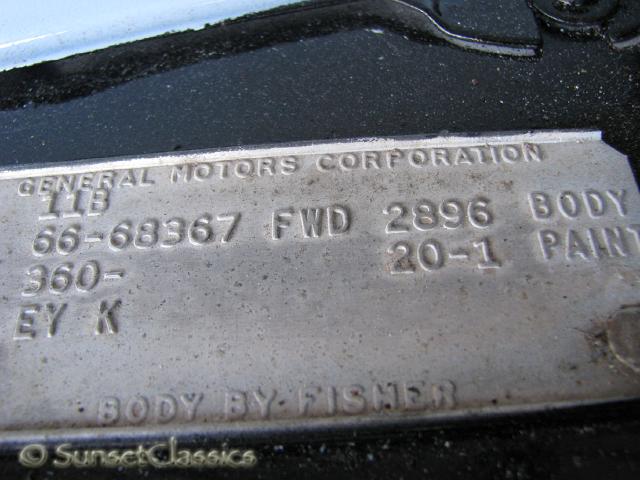 GENERAL MOTORS CORPORATION
11B
66-68367 FWD 2896 BODY
360- 20-1 PAINT
EY K
BODY BY FISHER
SunsetClassics